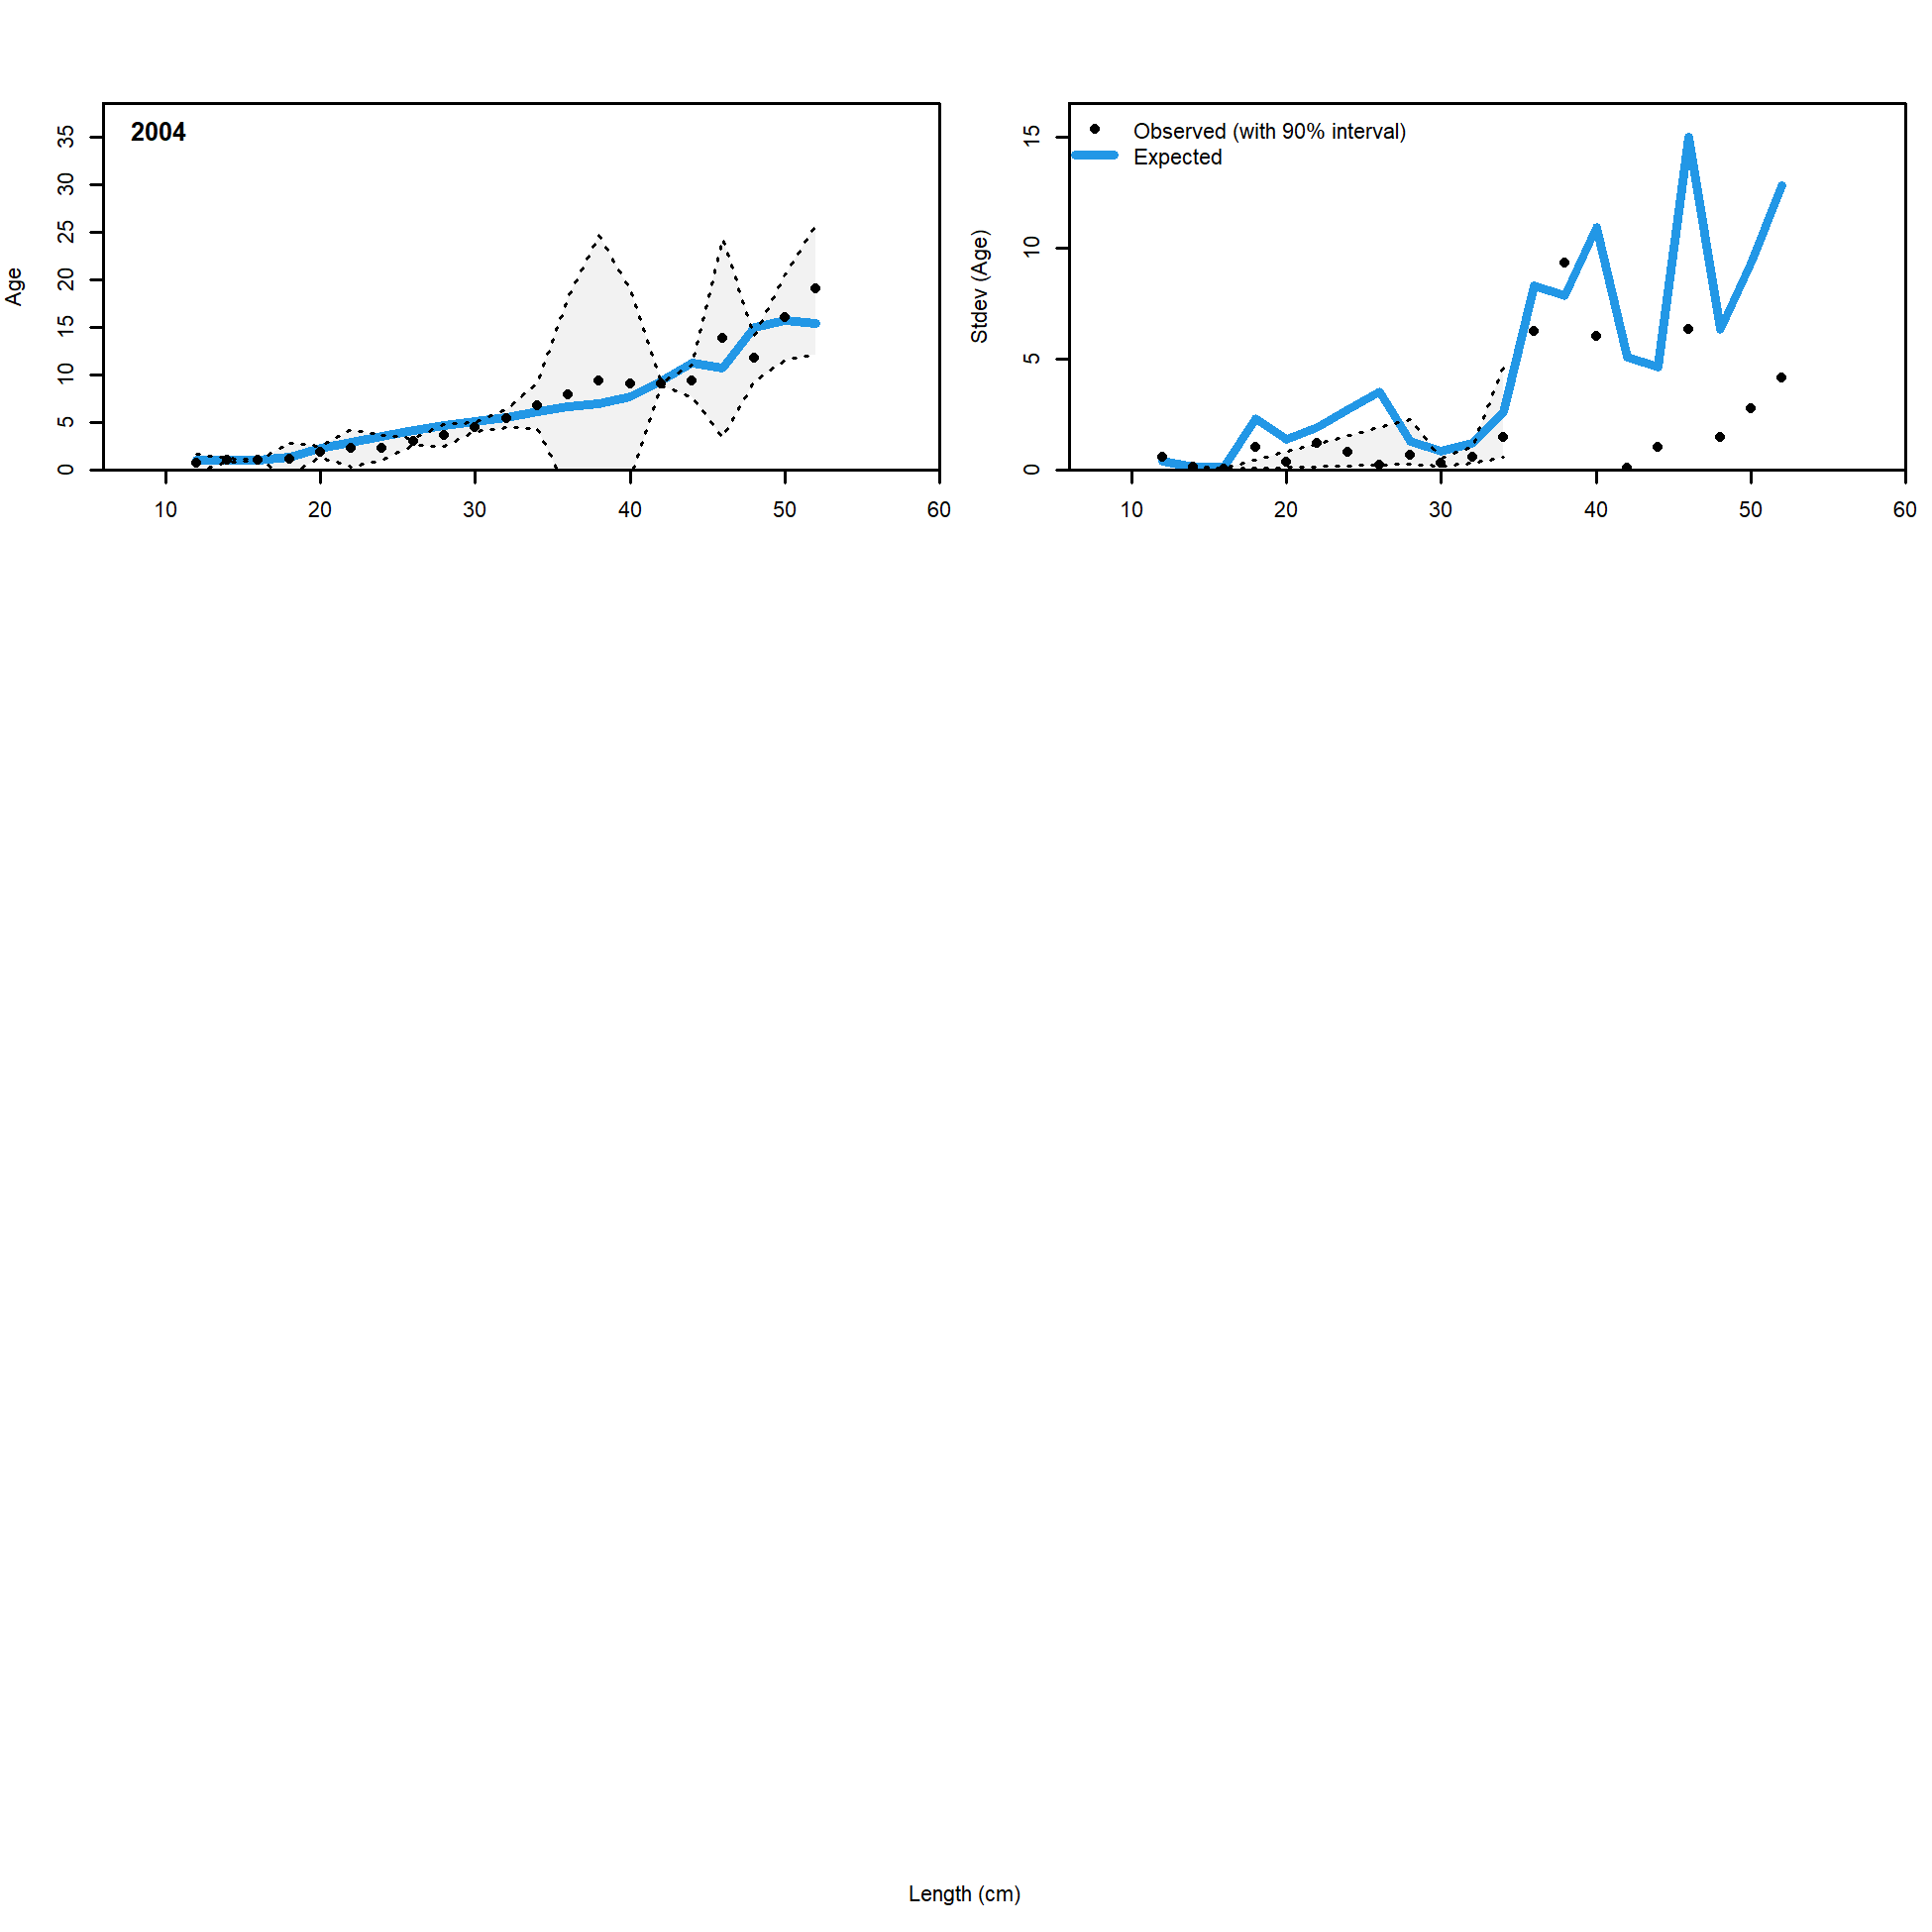 2004
Age
0 5 10 15 20 25 30 35
10 20 30 40 50 60
Observed (with 90% interval)
Expected
Stdev (Age)
0 5 10 15
10 20 30 40 50 60
Length (cm)